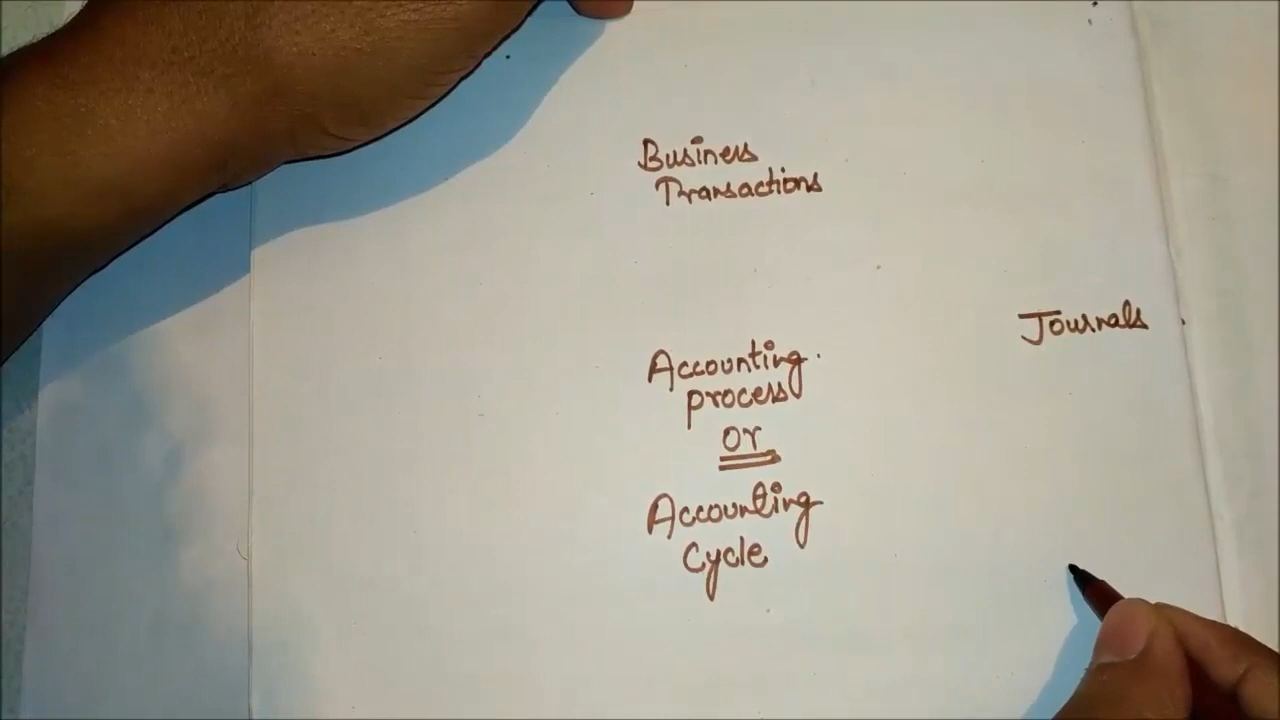 Business
Transactions
Journals
Accounting
process
or
Accounting
Cycle